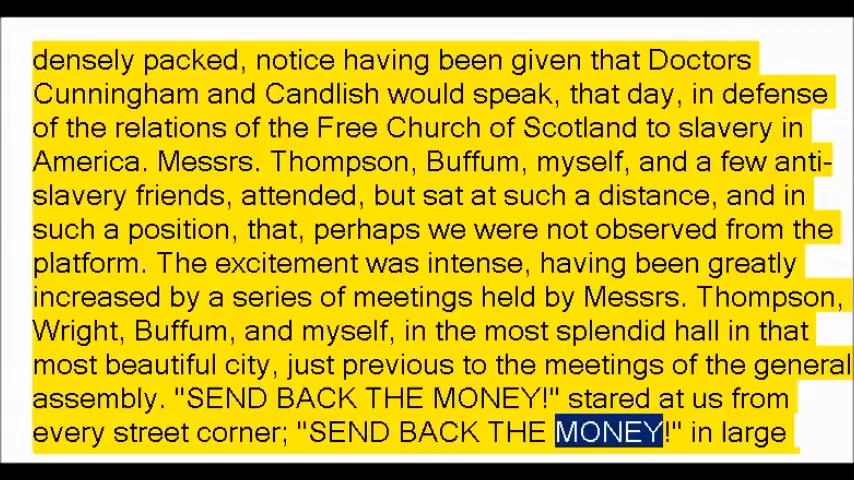 densely packed, notice having been given that Doctors
Cunningham and Candlish would speak, that day, in defense
of the relations of the Free Church of Scotland to slavery in
America. Messrs. Thompson, Buffum, myself, and a few anti-
slavery friends, attended, but sat at such a distance, and in
such a position, that, perhaps we were not observed from the
platform. The excitement was intense, having been greatly
increased by a series of meetings held by Messrs. Thompson,
Wright, Buffum, and myself, in the most splendid hall in that
most beautiful city, just previous to the meetings of the general
assembly. "SEND BACK THE MONEY!" stared at us from
every street corner; "SEND BACK THE MONEY!" in large